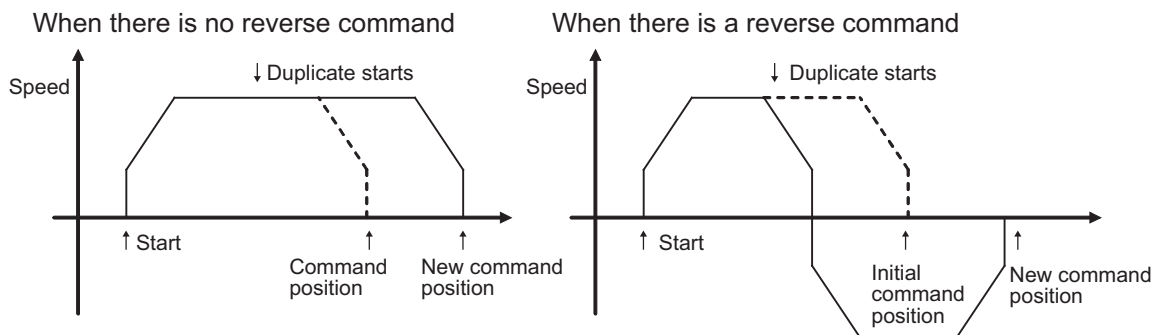 When there is no reverse command
Speed
↓ Duplicate starts
↑ Start
↑
Command
position
↑
New command
position
When there is a reverse command
Speed
↓ Duplicate starts
↑ Start
↑
Initial
command
position
↑
New command
position